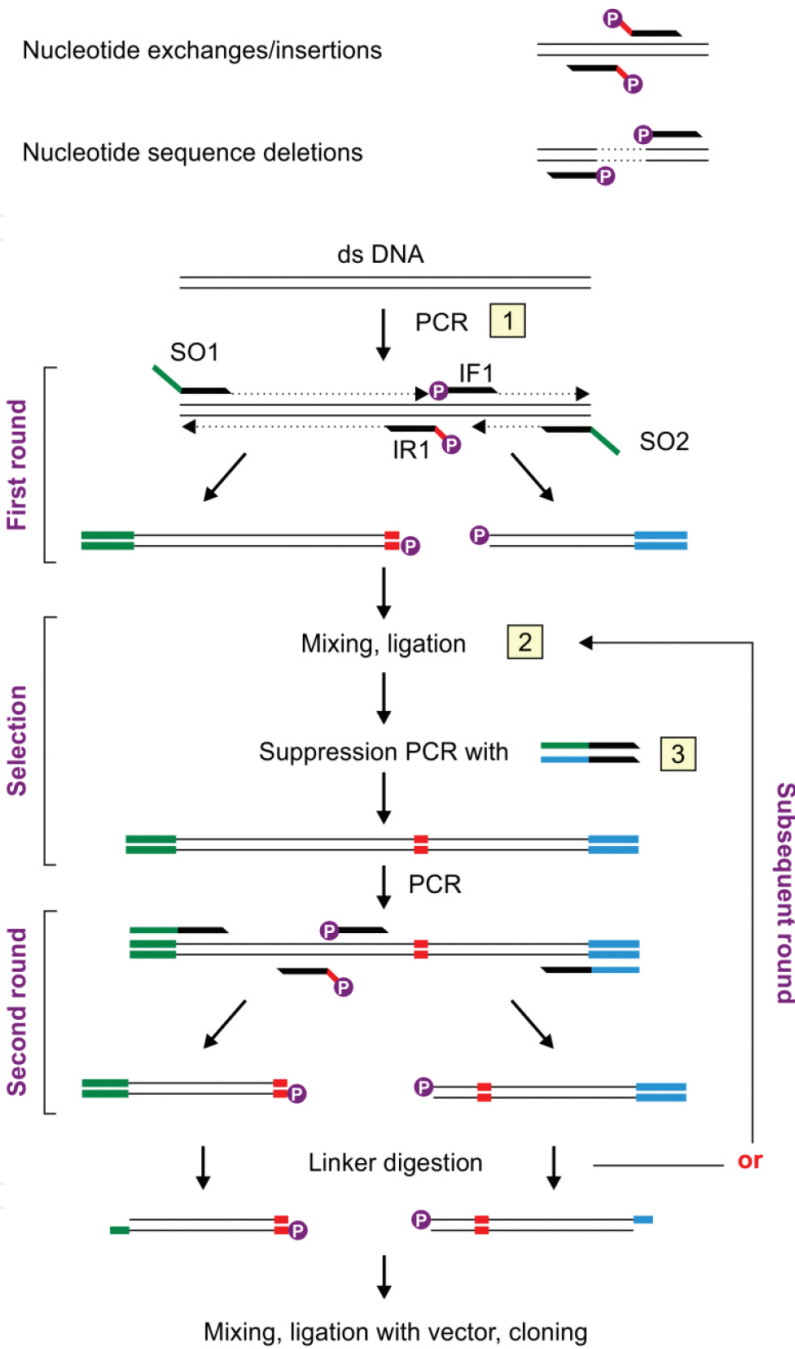 P
Nucleotide exchanges/insertions
P
P
Nucleotide sequence deletions
P
ds DNA
PCR 1
SO1
IF1
P
IR1
P
SO2
First round
P
P
Mixing, ligation 2
Selection
Suppression PCR with 3
Subsequent round
PCR
Second round
P
P
P
P
Linker digestion
or
P
P
Mixing, ligation with vector, cloning